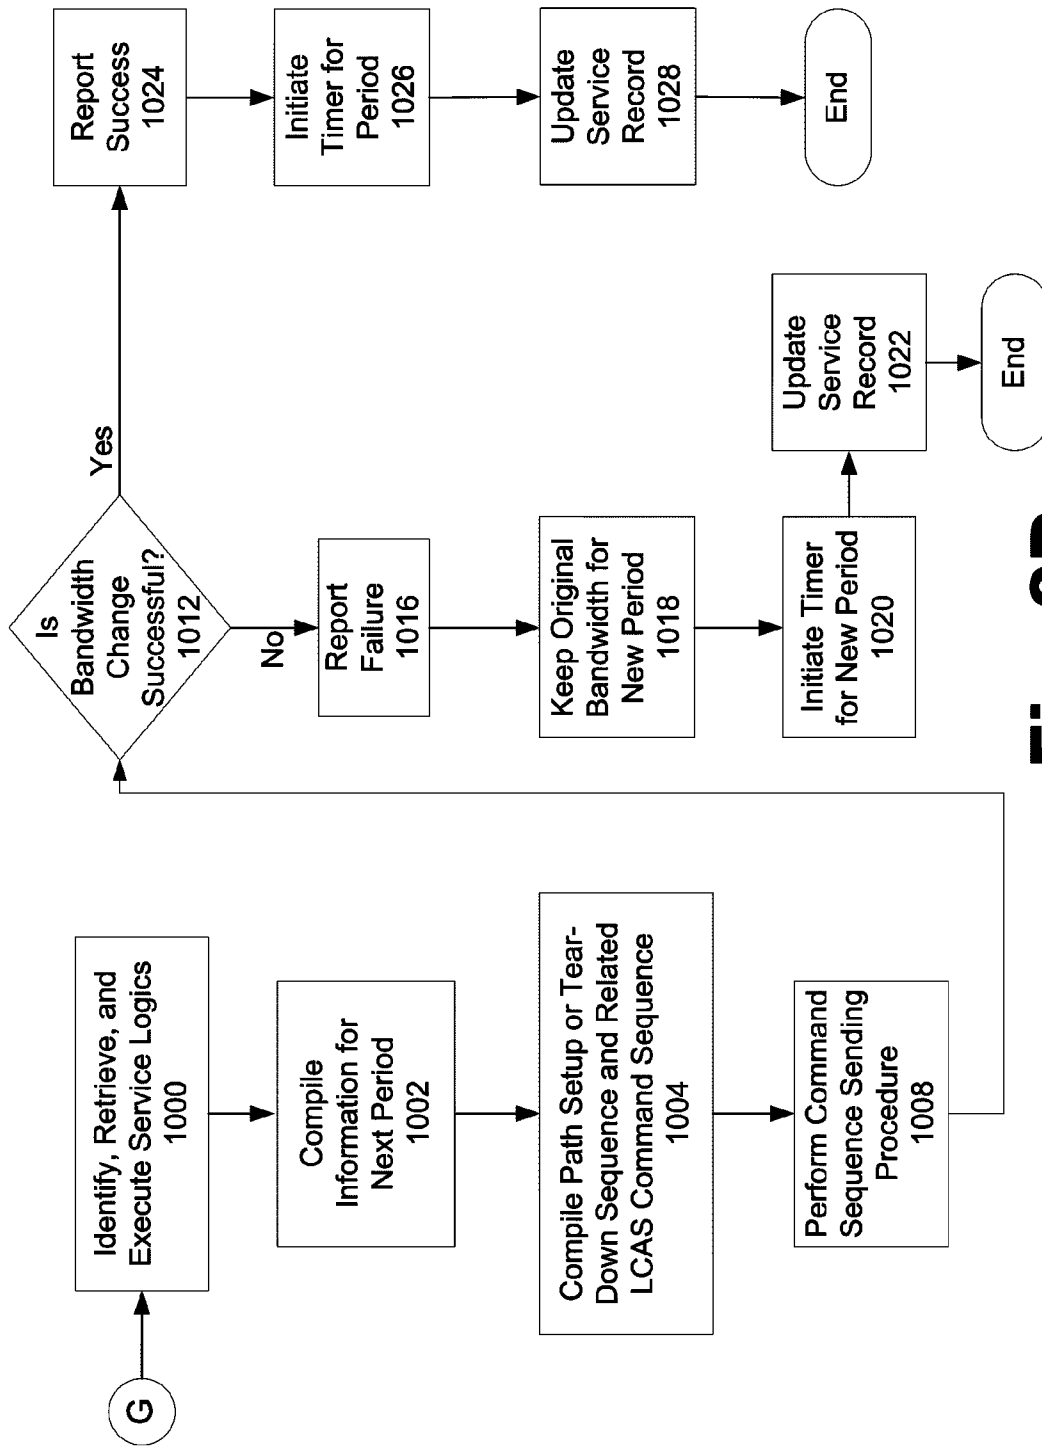 G
Identify, Retrieve, and
Execute Service Logics
1000
Compile
Information for
Next Period
1002
Compile Path Setup or Tear-
Down Sequence and Related
LCAS Command Sequence
1004
Perform Command
Sequence Sending
Procedure
1008
Is
Bandwidth
Change
Successful?
1012
Yes
No
Report
Failure
1016
Keep Original
Bandwidth for
New Period
1018
Initiate Timer
for New Period
1020
Update
Service
Record
1022
End
Report
Success
1024
Initiate
Timer for
Period
1026
Update
Service
Record
1028
End